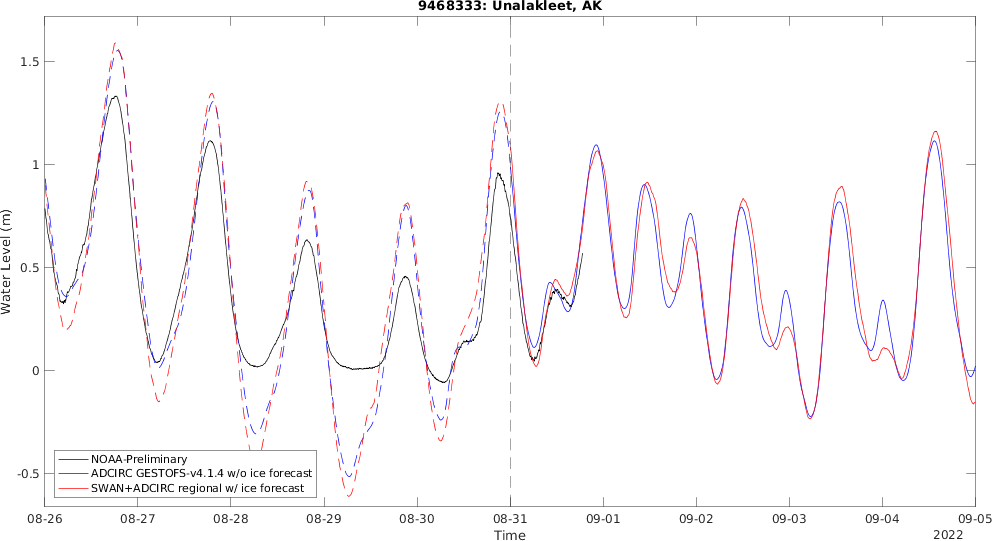 9468333: Unalakleet, AK
Water Level (m)
1.5
1
0.5
0
-0.5
NOAA-Preliminary
ADCIRC GESTOFS-v4.1.4 w/o ice forecast
SWAN+ADCIRC regional w/ ice forecast
08-26 08-27 08-28 08-29 08-30 08-31 09-01 09-02 09-03 09-04 09-05
Time
2022